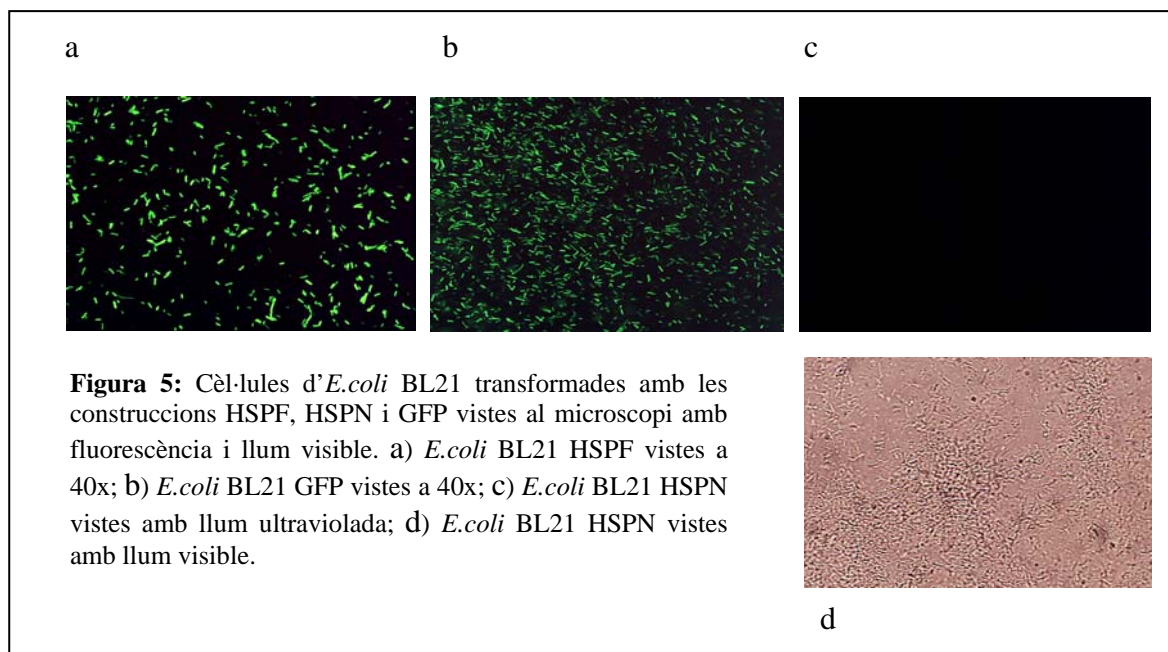 a
b
c
Figura 5: Cèl·lules d’E.coli BL21 transformades amb les
construccions HSPF, HSPN i GFP vistes al microscopi amb
fluorescència i llum visible. a) E.coli BL21 HSPF vistes a
40x; b) E.coli BL21 GFP vistes a 40x; c) E.coli BL21 HSPN
vistes amb llum ultraviolada; d) E.coli BL21 HSPN vistes
amb llum visible.
d